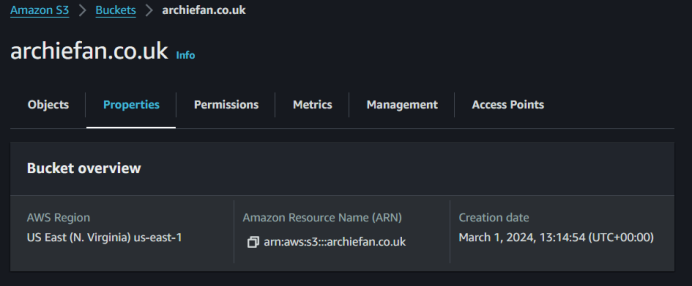 Amazon S3 > Buckets > archiefan.co.uk
archiefan.co.uk Info
Objects Properties Permissions Metrics Management Access Points
Bucket overview
AWS Region Amazon Resource Name (ARN) Creation date
US East (N. Virginia) us-east-1 arn:aws:s3:::archiefan.co.uk March 1, 2024, 13:14:54 (UTC+00:00)